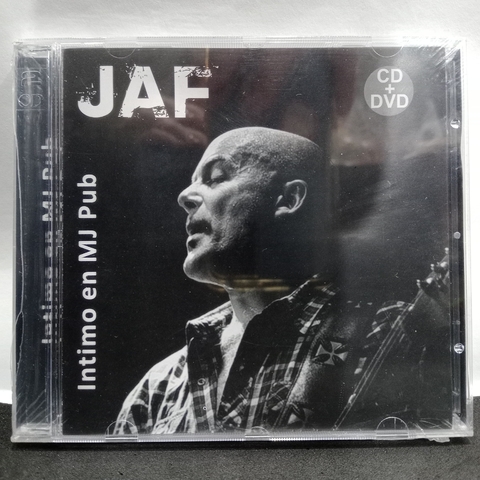 JAF
CD
+
DVD
Intimo en MJ Pub
Intimo en MJ Pub